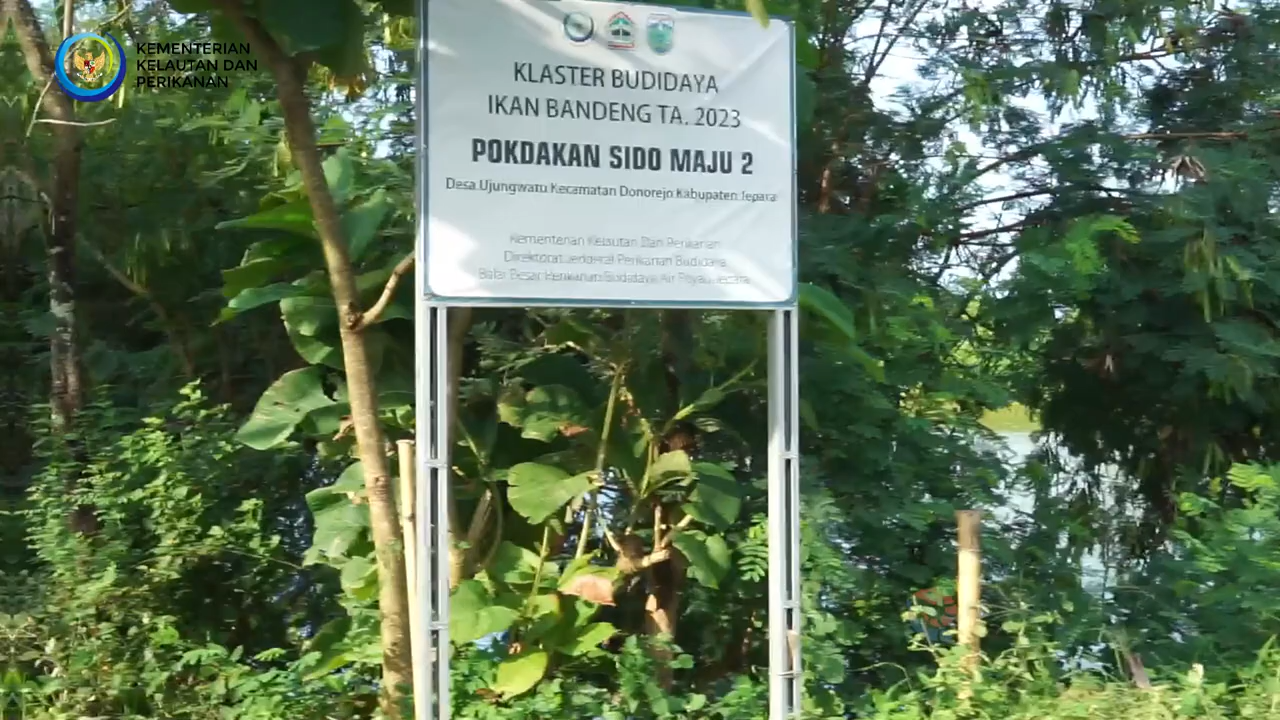 KEMENTERIAN
KELAUTAN DAN
PERIKANAN
KLASTER BUDIDAYA
IKAN BANDENG TA. 2023
POKDAKAN SIDO MAJU 2
Desa Ujungwatu Kecamatan Donorejo Kabupaten Jepara
Kementerian Kelautan Dan Perikanan
Direktorat Jenderal Perikanan Budidaya
Balai Besar Perikanan Budidaya Air Payau Jepara